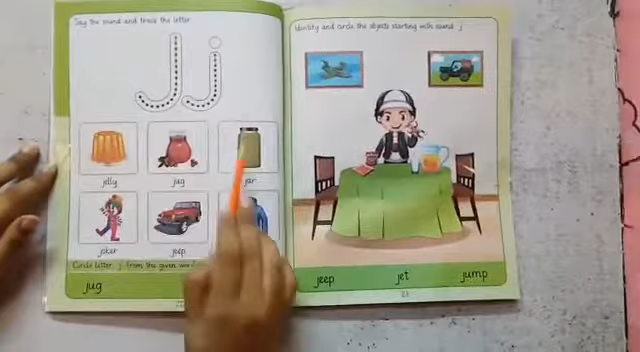 Say the sound and trace the letter
Jj
jelly
jug
jar
joker
jeep
Circle letter j from the given
jug
Identify and circle the objects starting with sound j
jeep
jet
jump